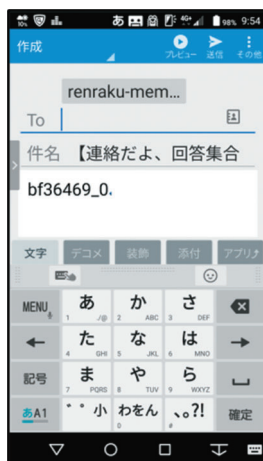 あ 4G 98% 9:54
作成 プレビュー 送信 その他
renraku-mem...
To
件名 【連絡だよ、回答集合
bf36469_0.
文字 デコメ 装飾 添付 アプリ
MENU あ 1 ./@ か 2 ABC さ 3 DEF
た 4 GHI な 5 JKL は 6 MNO
記号 ま 7 PQRS や 8 TUV ら 9 WXYZ
あA1 ゛゜小 わをん 0 、。?! # 確定